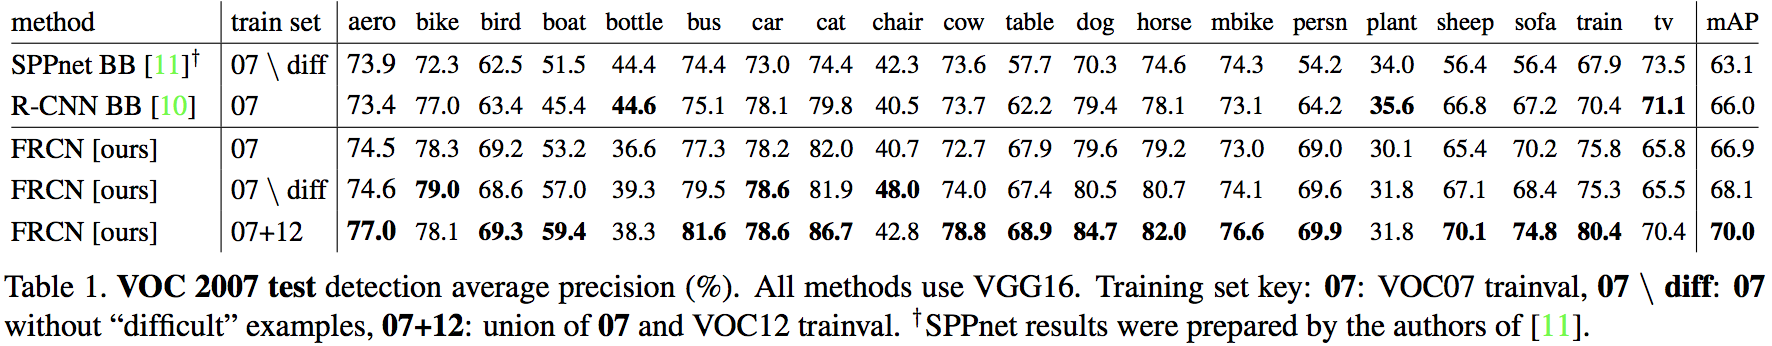 method train set aero bike bird boat bottle bus car cat chair cow table dog horse mbike persn plant sheep sofa train tv mAP
SPPnet BB [11]† 07 \ diff 73.9 72.3 62.5 51.5 44.4 74.4 73.0 74.4 42.3 73.6 57.7 70.3 74.6 74.3 54.2 34.0 56.4 56.4 67.9 73.5 63.1
R-CNN BB [10] 07 73.4 77.0 63.4 45.4 44.6 75.1 78.1 79.8 40.5 73.7 62.2 79.4 78.1 73.1 64.2 35.6 66.8 67.2 70.4 71.1 66.0
FRCN [ours] 07 74.5 78.3 69.2 53.2 36.6 77.3 78.2 82.0 40.7 72.7 67.9 79.6 79.2 73.0 69.0 30.1 65.4 70.2 75.8 65.8 66.9
FRCN [ours] 07 \ diff 74.6 79.0 68.6 57.0 39.3 79.5 78.6 81.9 48.0 74.0 67.4 80.5 80.7 74.1 69.6 31.8 67.1 68.4 75.3 65.5 68.1
FRCN [ours] 07+12 77.0 78.1 69.3 59.4 38.3 81.6 78.6 86.7 42.8 78.8 68.9 84.7 82.0 76.6 69.9 31.8 70.1 74.8 80.4 70.4 70.0
Table 1. VOC 2007 test detection average precision (%). All methods use VGG16. Training set key: 07: VOC07 trainval, 07 \ diff: 07
without “difficult” examples, 07+12: union of 07 and VOC12 trainval. †SPPnet results were prepared by the authors of [11].